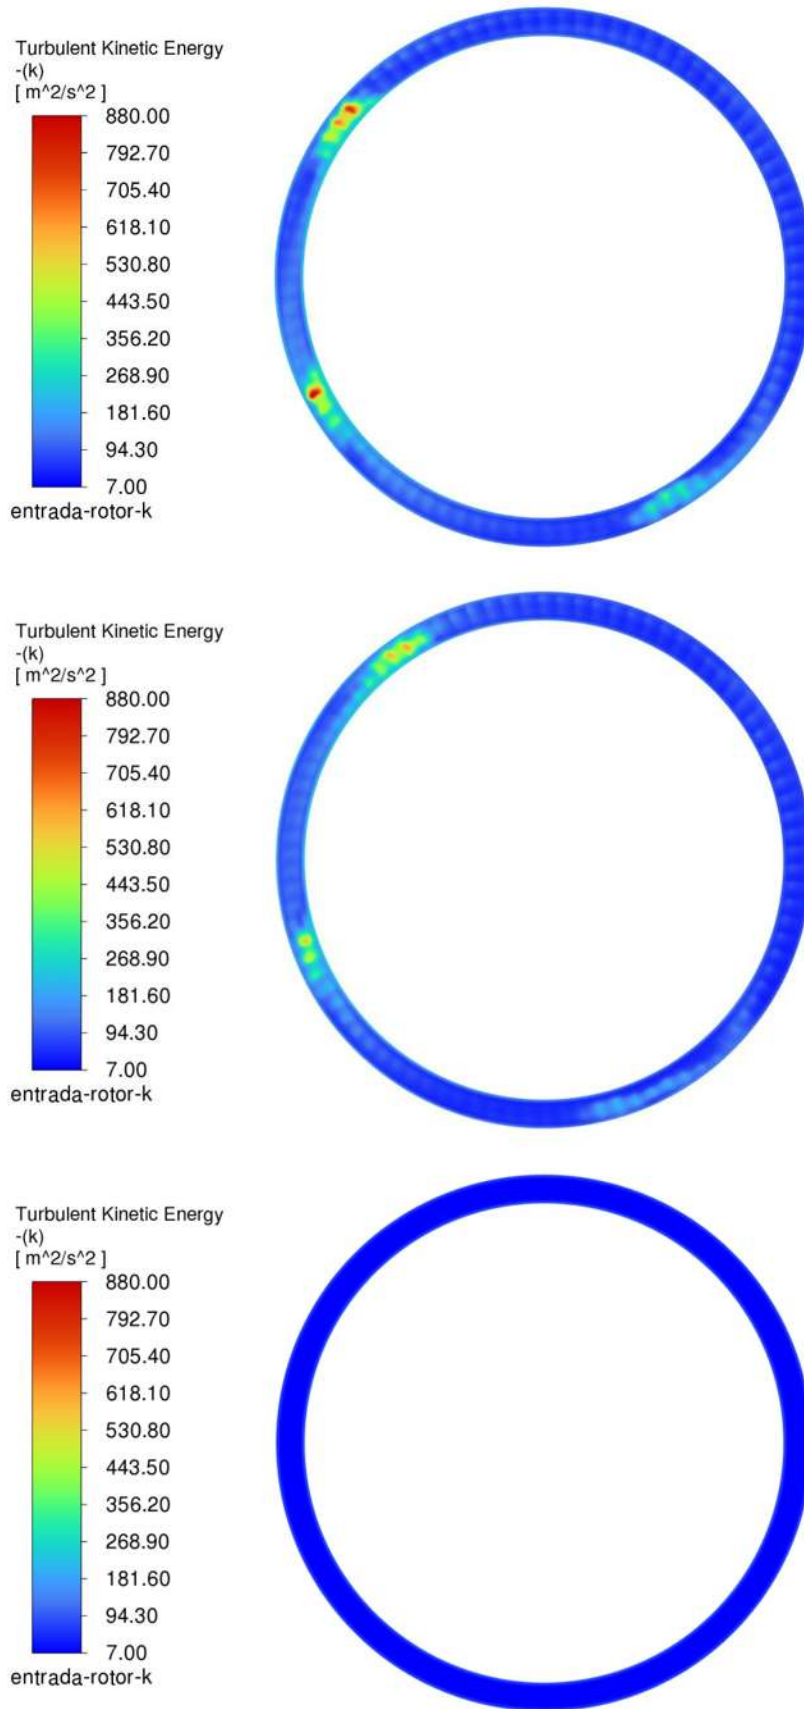 Turbulent Kinetic Energy
-(k)
[ m^2/s^2 ]
880.00
792.70
705.40
618.10
530.80
443.50
356.20
268.90
181.60
94.30
7.00
entrada-rotor-k
Turbulent Kinetic Energy
-(k)
[ m^2/s^2 ]
880.00
792.70
705.40
618.10
530.80
443.50
356.20
268.90
181.60
94.30
7.00
entrada-rotor-k
Turbulent Kinetic Energy
-(k)
[ m^2/s^2 ]
880.00
792.70
705.40
618.10
530.80
443.50
356.20
268.90
181.60
94.30
7.00
entrada-rotor-k